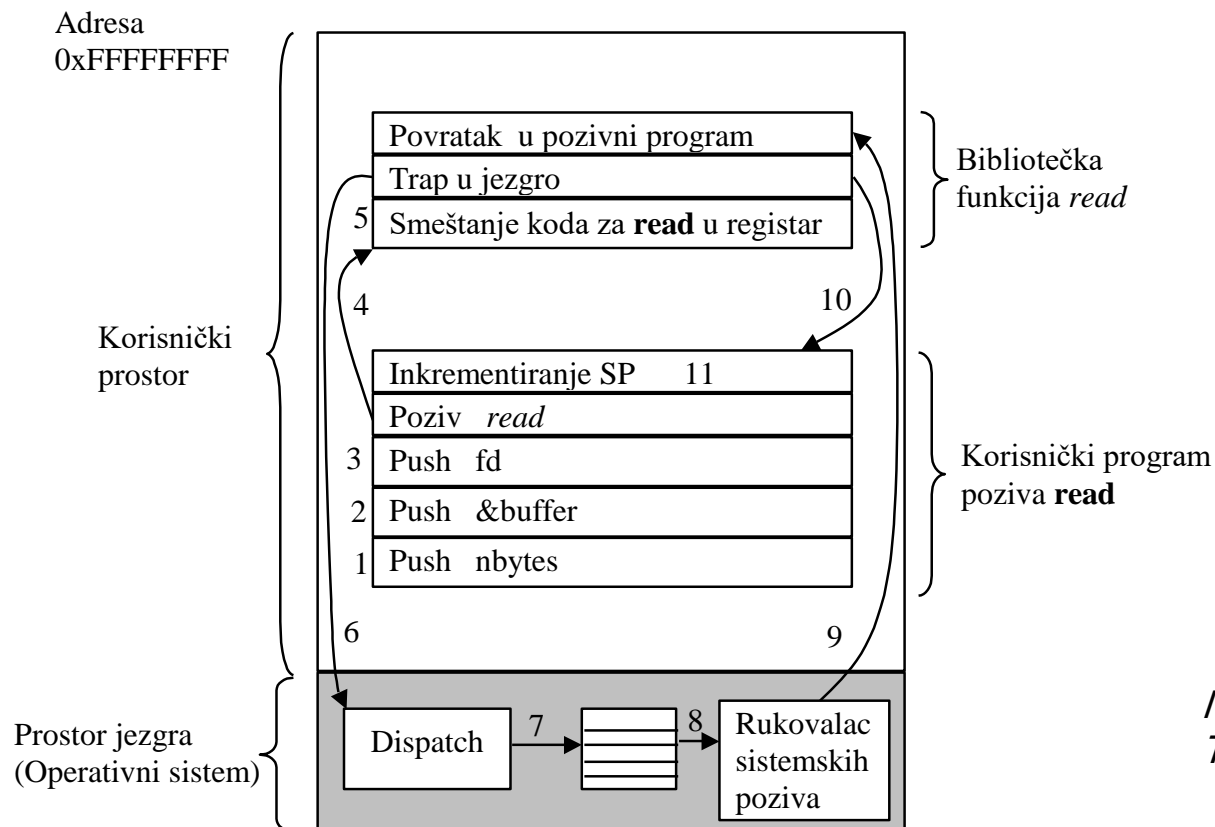 Adresa
0xFFFFFFFF
Povratak u pozivni program
Trap u jezgro
5
Smeštanje koda za read u registar
Bibliotečka
funkcija read
4
10
Korisnički
prostor
Inkrementiranje SP 11
Poziv read
3
Push fd
2
Push &buffer
1
Push nbytes
Korisnički program
poziva read
6
9
Prostor jezgra
(Operativni sistem)
Dispatch
7
8
Rukovalac
sistemskih
poziva